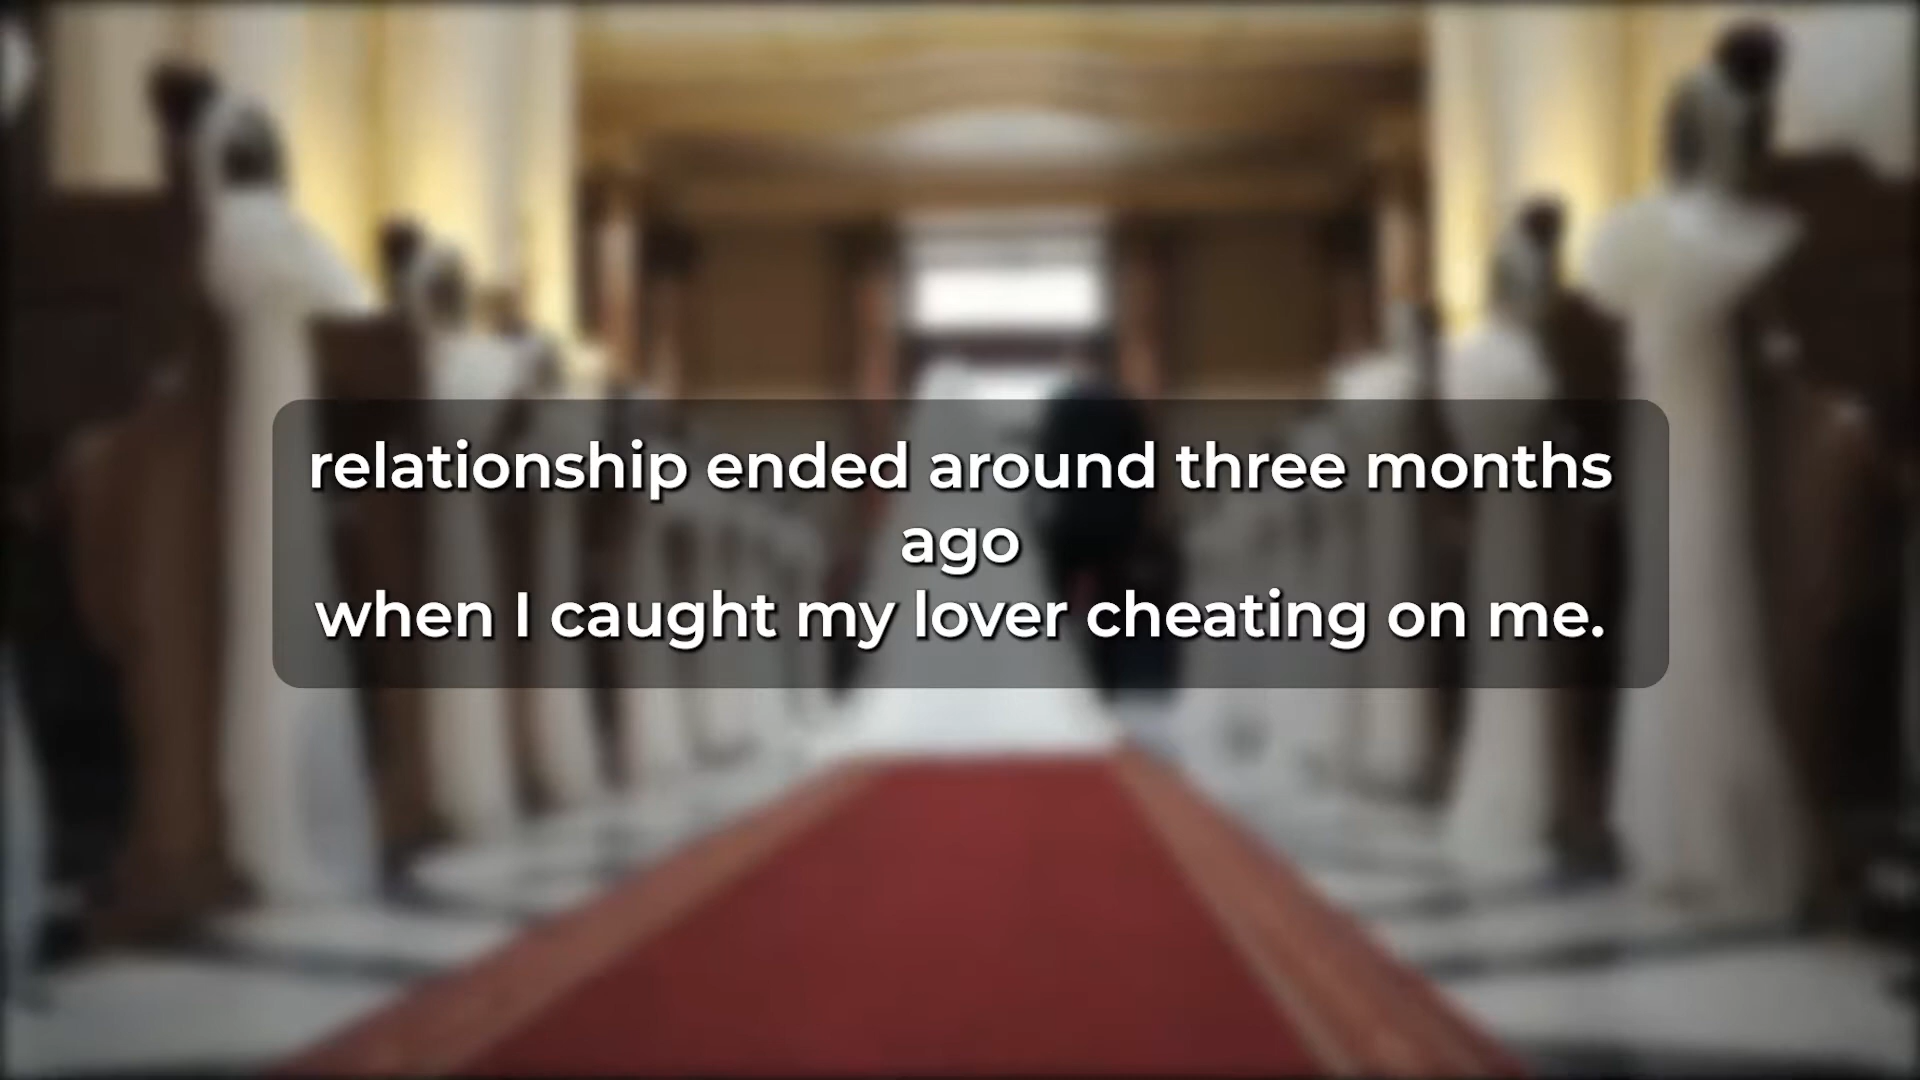 relationship ended around three months
ago
when I caught my lover cheating on me.